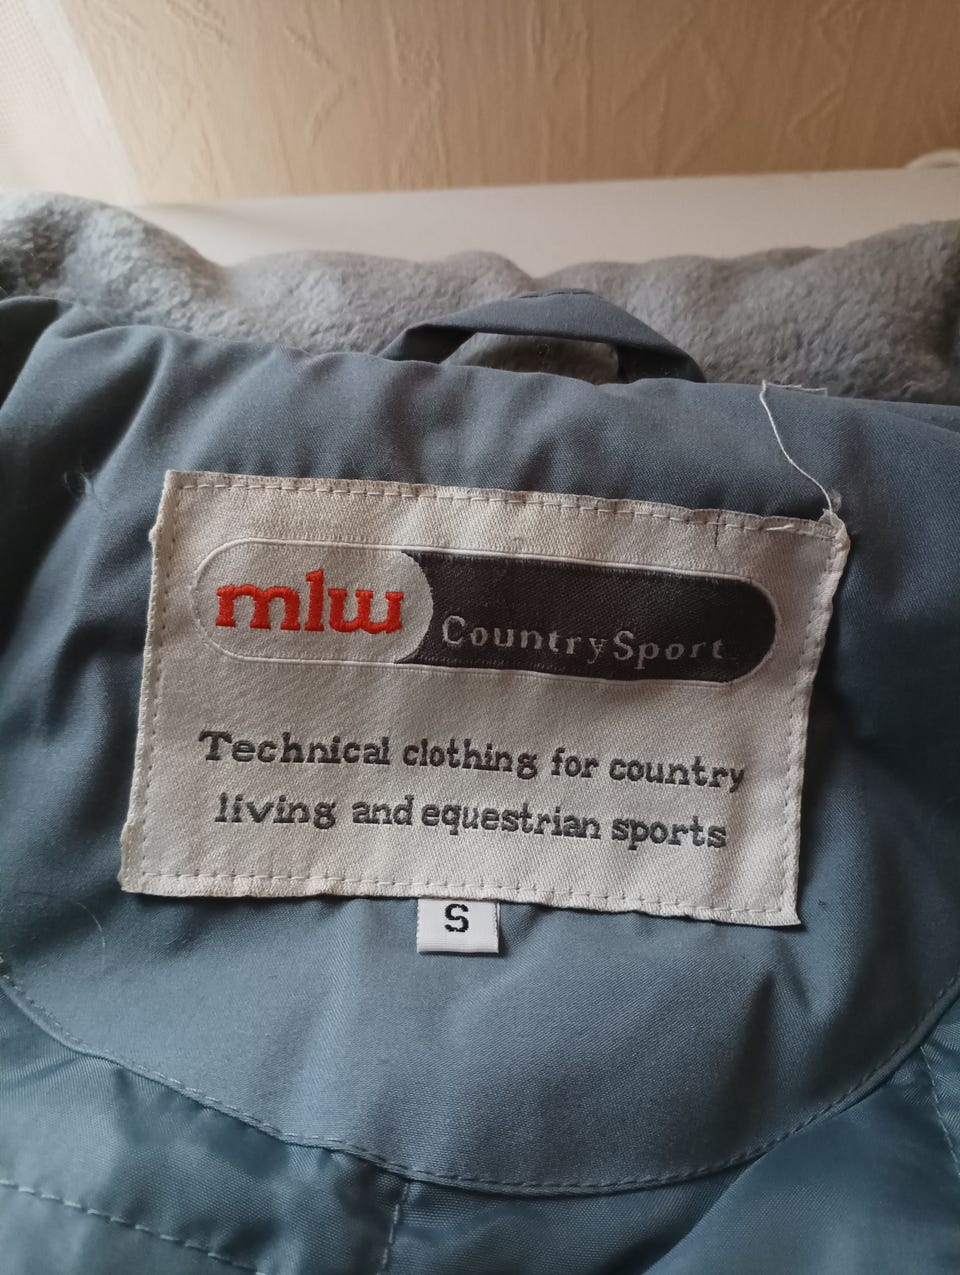 mlw
CountrySport
Technical clothing for country
living and equestrian sports
S